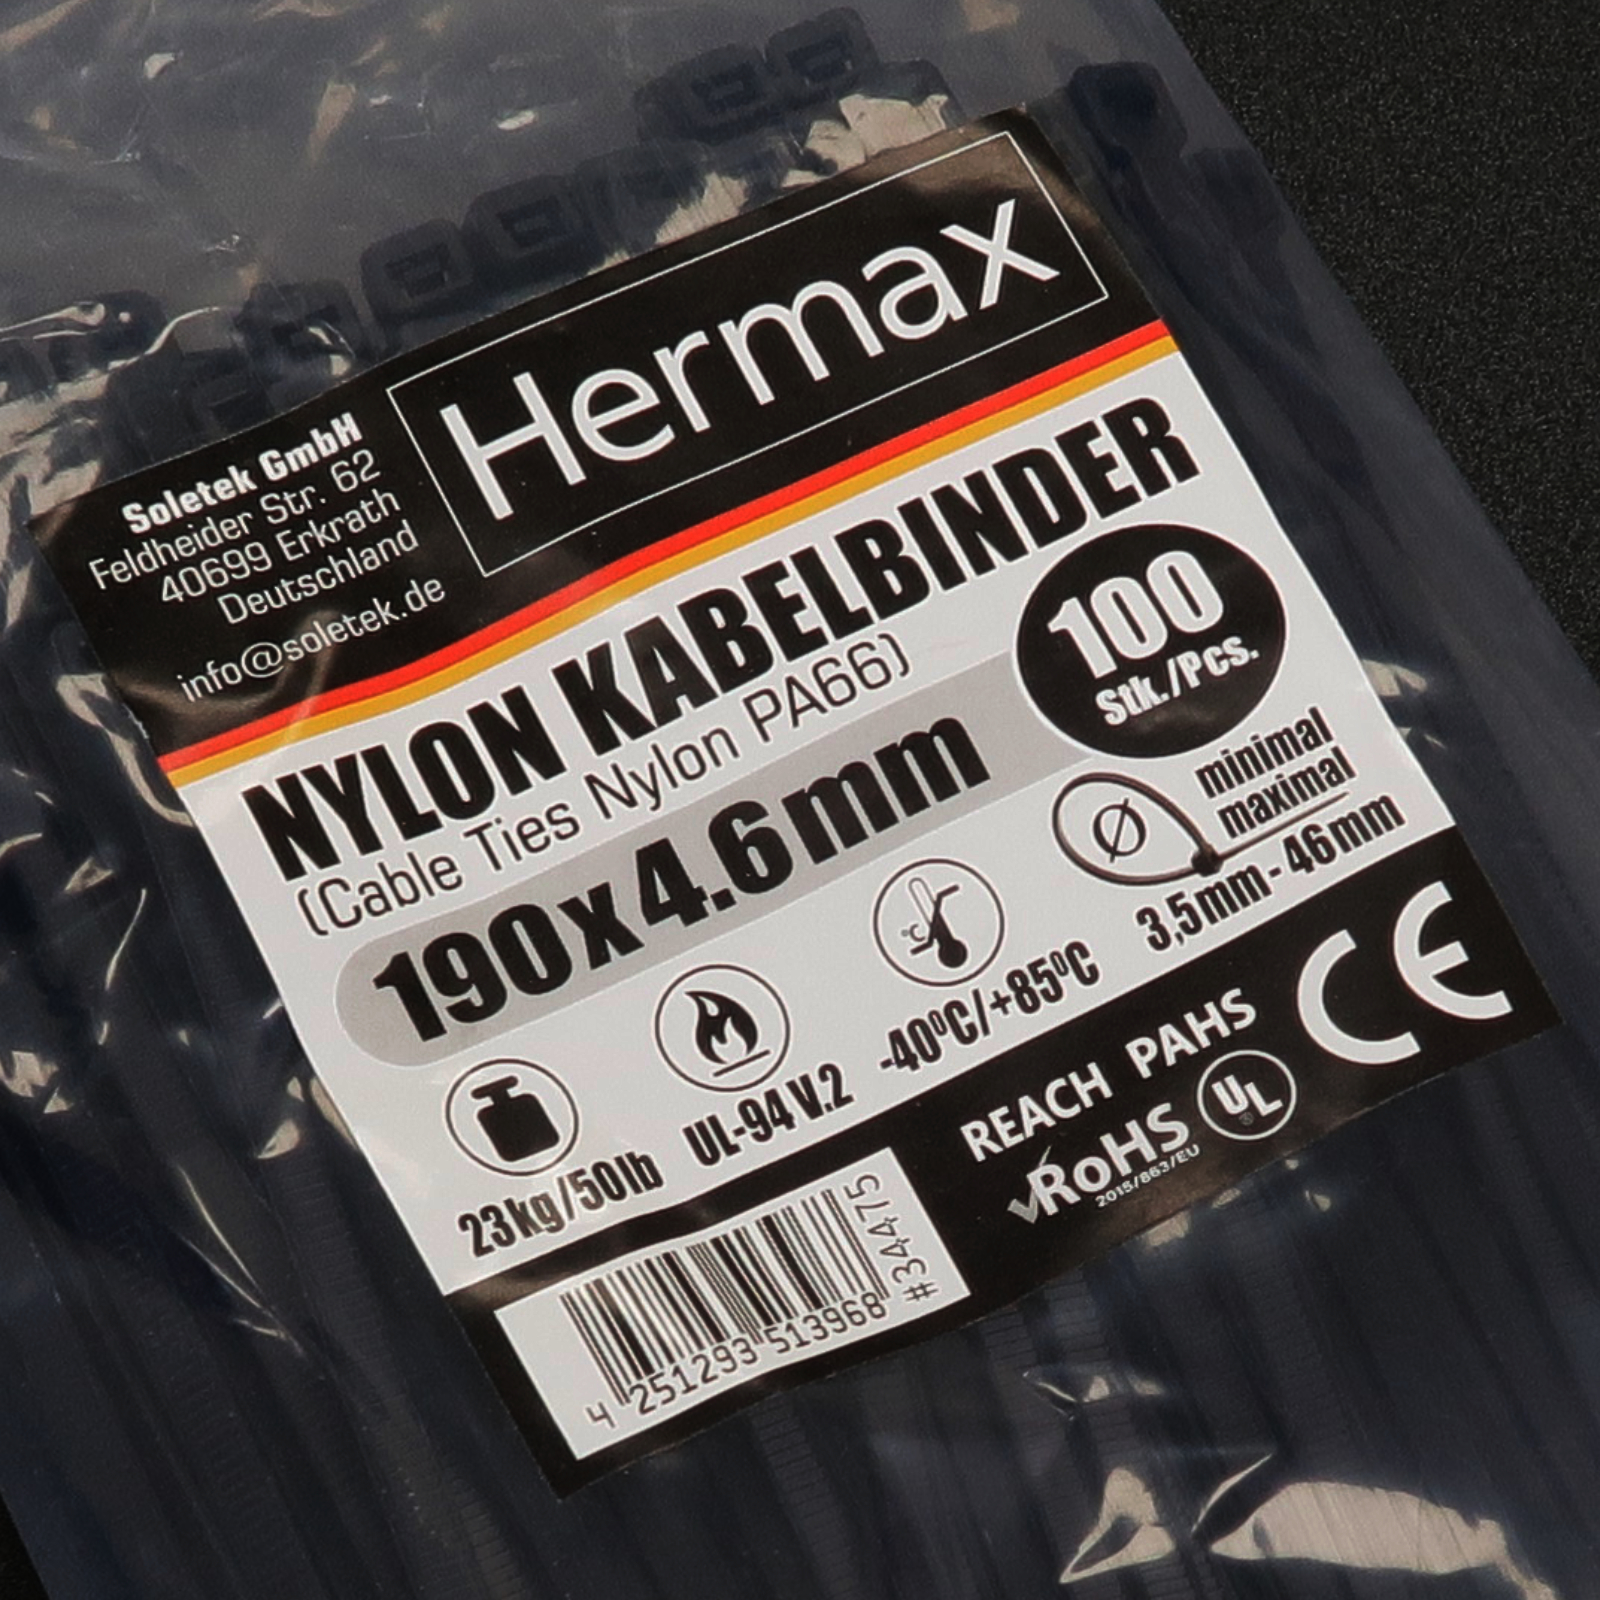 Hermax
Soletek GmbH
Feldheider Str. 62
40699 Erkrath
Deutschland
info@soletek.de
NYLON KABELBINDER
(Cable Ties Nylon PA66)
100
Stk./Pcs.
190x4.6mm
minimal
maximal
Ø
3,5mm-46mm
°C
-40°C/+85°C
UL-94 V.2
23kg/50lb
CE
REACH PAHS
RoHS
2015/863/EU
UL
®
#34475
4 251293 513968